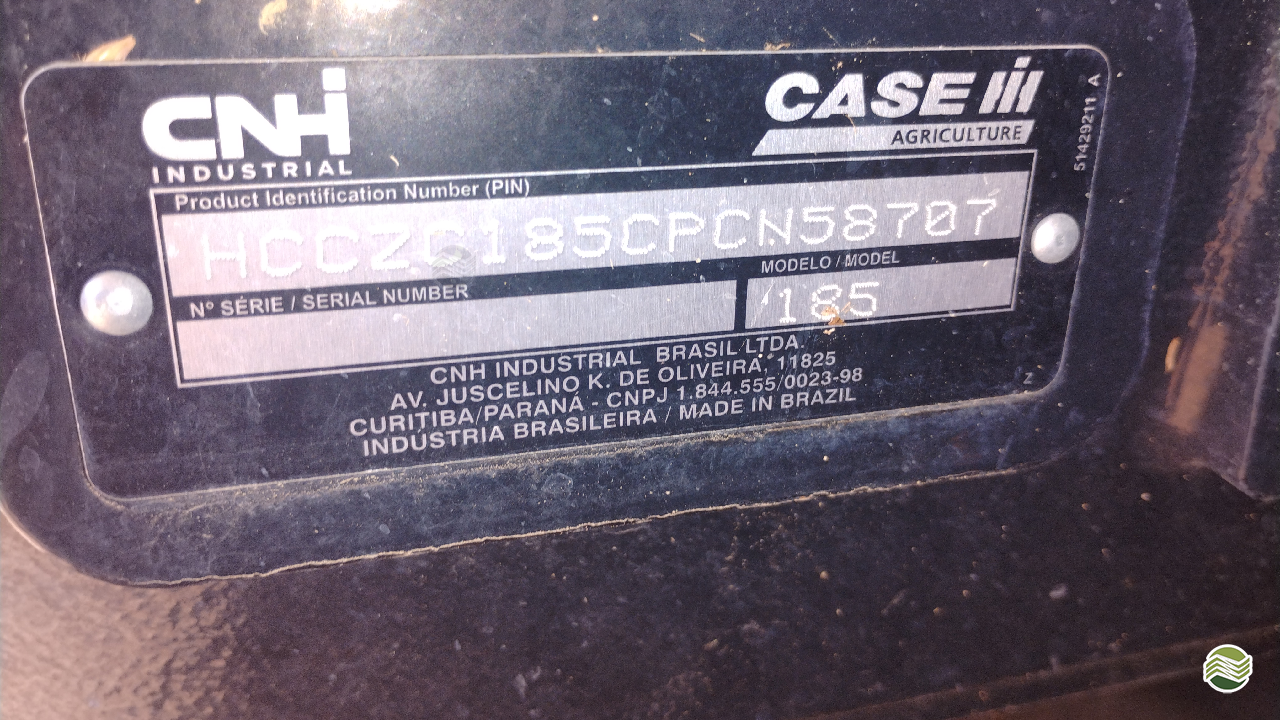 CNH
INDUSTRIAL
CASE IH
AGRICULTURE
51429211 A
Product Identification Number (PIN)
HCCZC185CPCN58707
Nº SÉRIE / SERIAL NUMBER
MODELO / MODEL
185
CNH INDUSTRIAL BRASIL LTDA.
AV. JUSCELINO K. DE OLIVEIRA, 11825
CURITIBA/PARANÁ - CNPJ 1.844.555/0023-98
INDÚSTRIA BRASILEIRA / MADE IN BRAZIL
Z